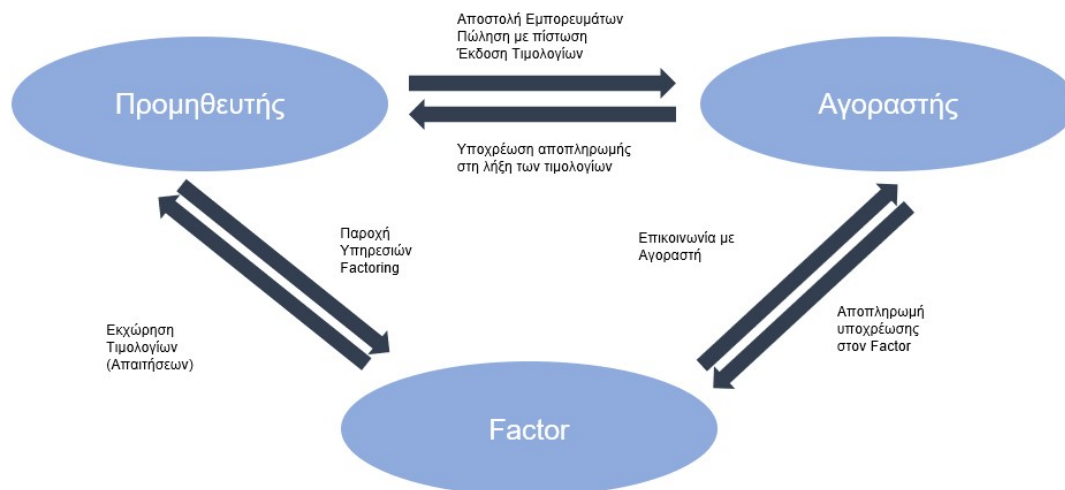 Αποστολή Εμπορευμάτων
Πώληση με πίστωση
Έκδοση Τιμολογίων
Προμηθευτής
Αγοραστής
Υποχρέωση αποπληρωμής
στη λήξη των τιμολογίων
Παροχή
Υπηρεσιών
Factoring
Επικοινωνία με
Αγοραστή
Εκχώρηση
Τιμολογίων
(Απαιτήσεων)
Αποπληρωμή
υποχρέωσης
στον Factor
Factor